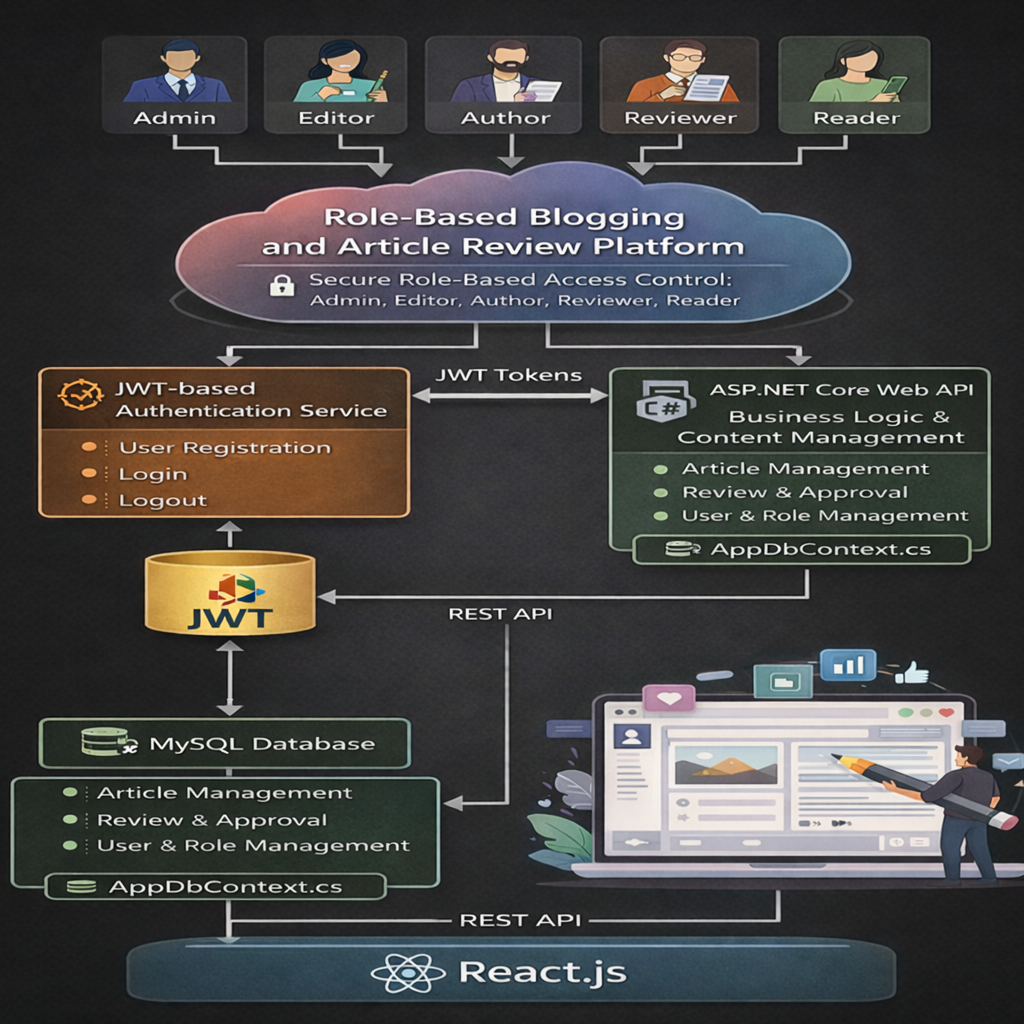 Admin
Editor
Author
Reviewer
Reader
Role-Based Blogging
and Article Review Platform
Secure Role-Based Access Control:
Admin, Editor, Author, Reviewer, Reader
JWT-based
Authentication Service
User Registration
Login
Logout
JWT Tokens
C#
ASP.NET Core Web API
Business Logic &
Content Management
Article Management
Review & Approval
User & Role Management
AppDbContext.cs
JWT
REST API
MySQL Database
Article Management
Review & Approval
User & Role Management
AppDbContext.cs
REST API
React.js